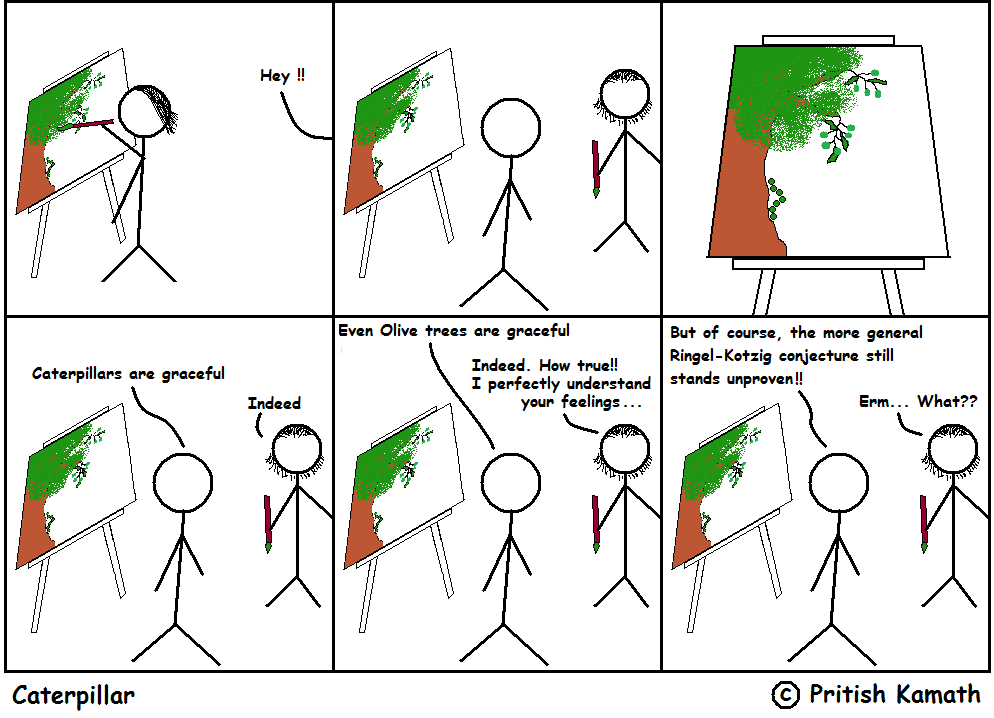 Hey !!
Caterpillars are graceful
Indeed
Even Olive trees are graceful
Indeed. How true!!
I perfectly understand
your feelings...
But of course, the more general
Ringel-Kotzig conjecture still
stands unproven!!
Erm... What??
Caterpillar
© Pritish Kamath